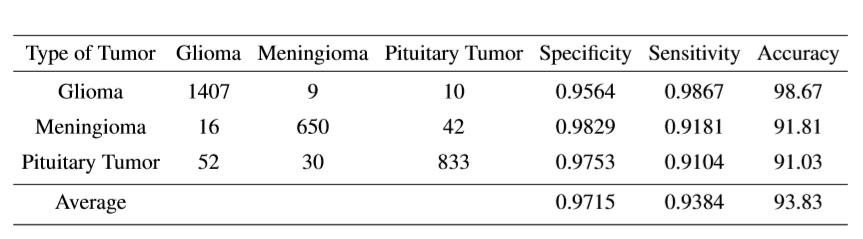 Type of Tumor Glioma Meningioma Pituitary Tumor Specificity Sensitivity Accuracy
Glioma 1407 9 10 0.9564 0.9867 98.67
Meningioma 16 650 42 0.9829 0.9181 91.81
Pituitary Tumor 52 30 833 0.9753 0.9104 91.03
Average 0.9715 0.9384 93.83